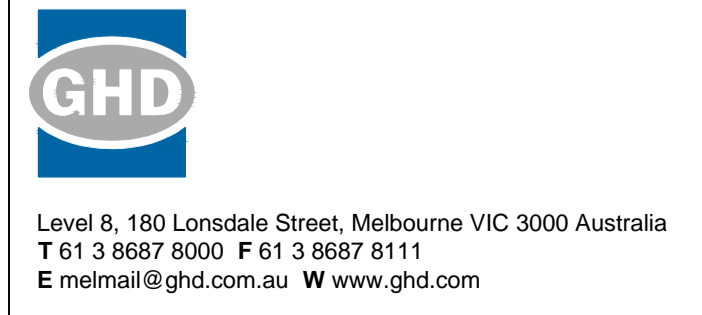 GHD
Level 8, 180 Lonsdale Street, Melbourne VIC 3000 Australia
T 61 3 8687 8000 F 61 3 8687 8111
E melmail@ghd.com.au W www.ghd.com